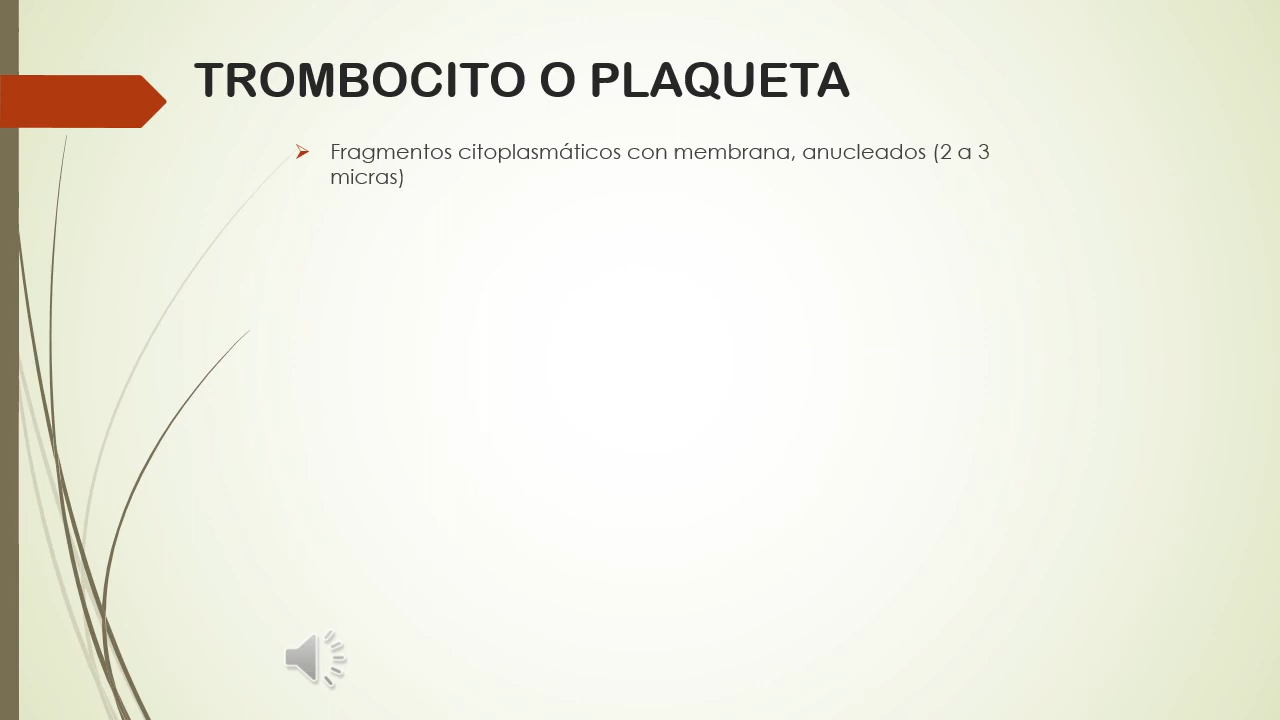 TROMBOCITO O PLAQUETA
Fragmentos citoplasmáticos con membrana, anucleados (2 a 3
micras)